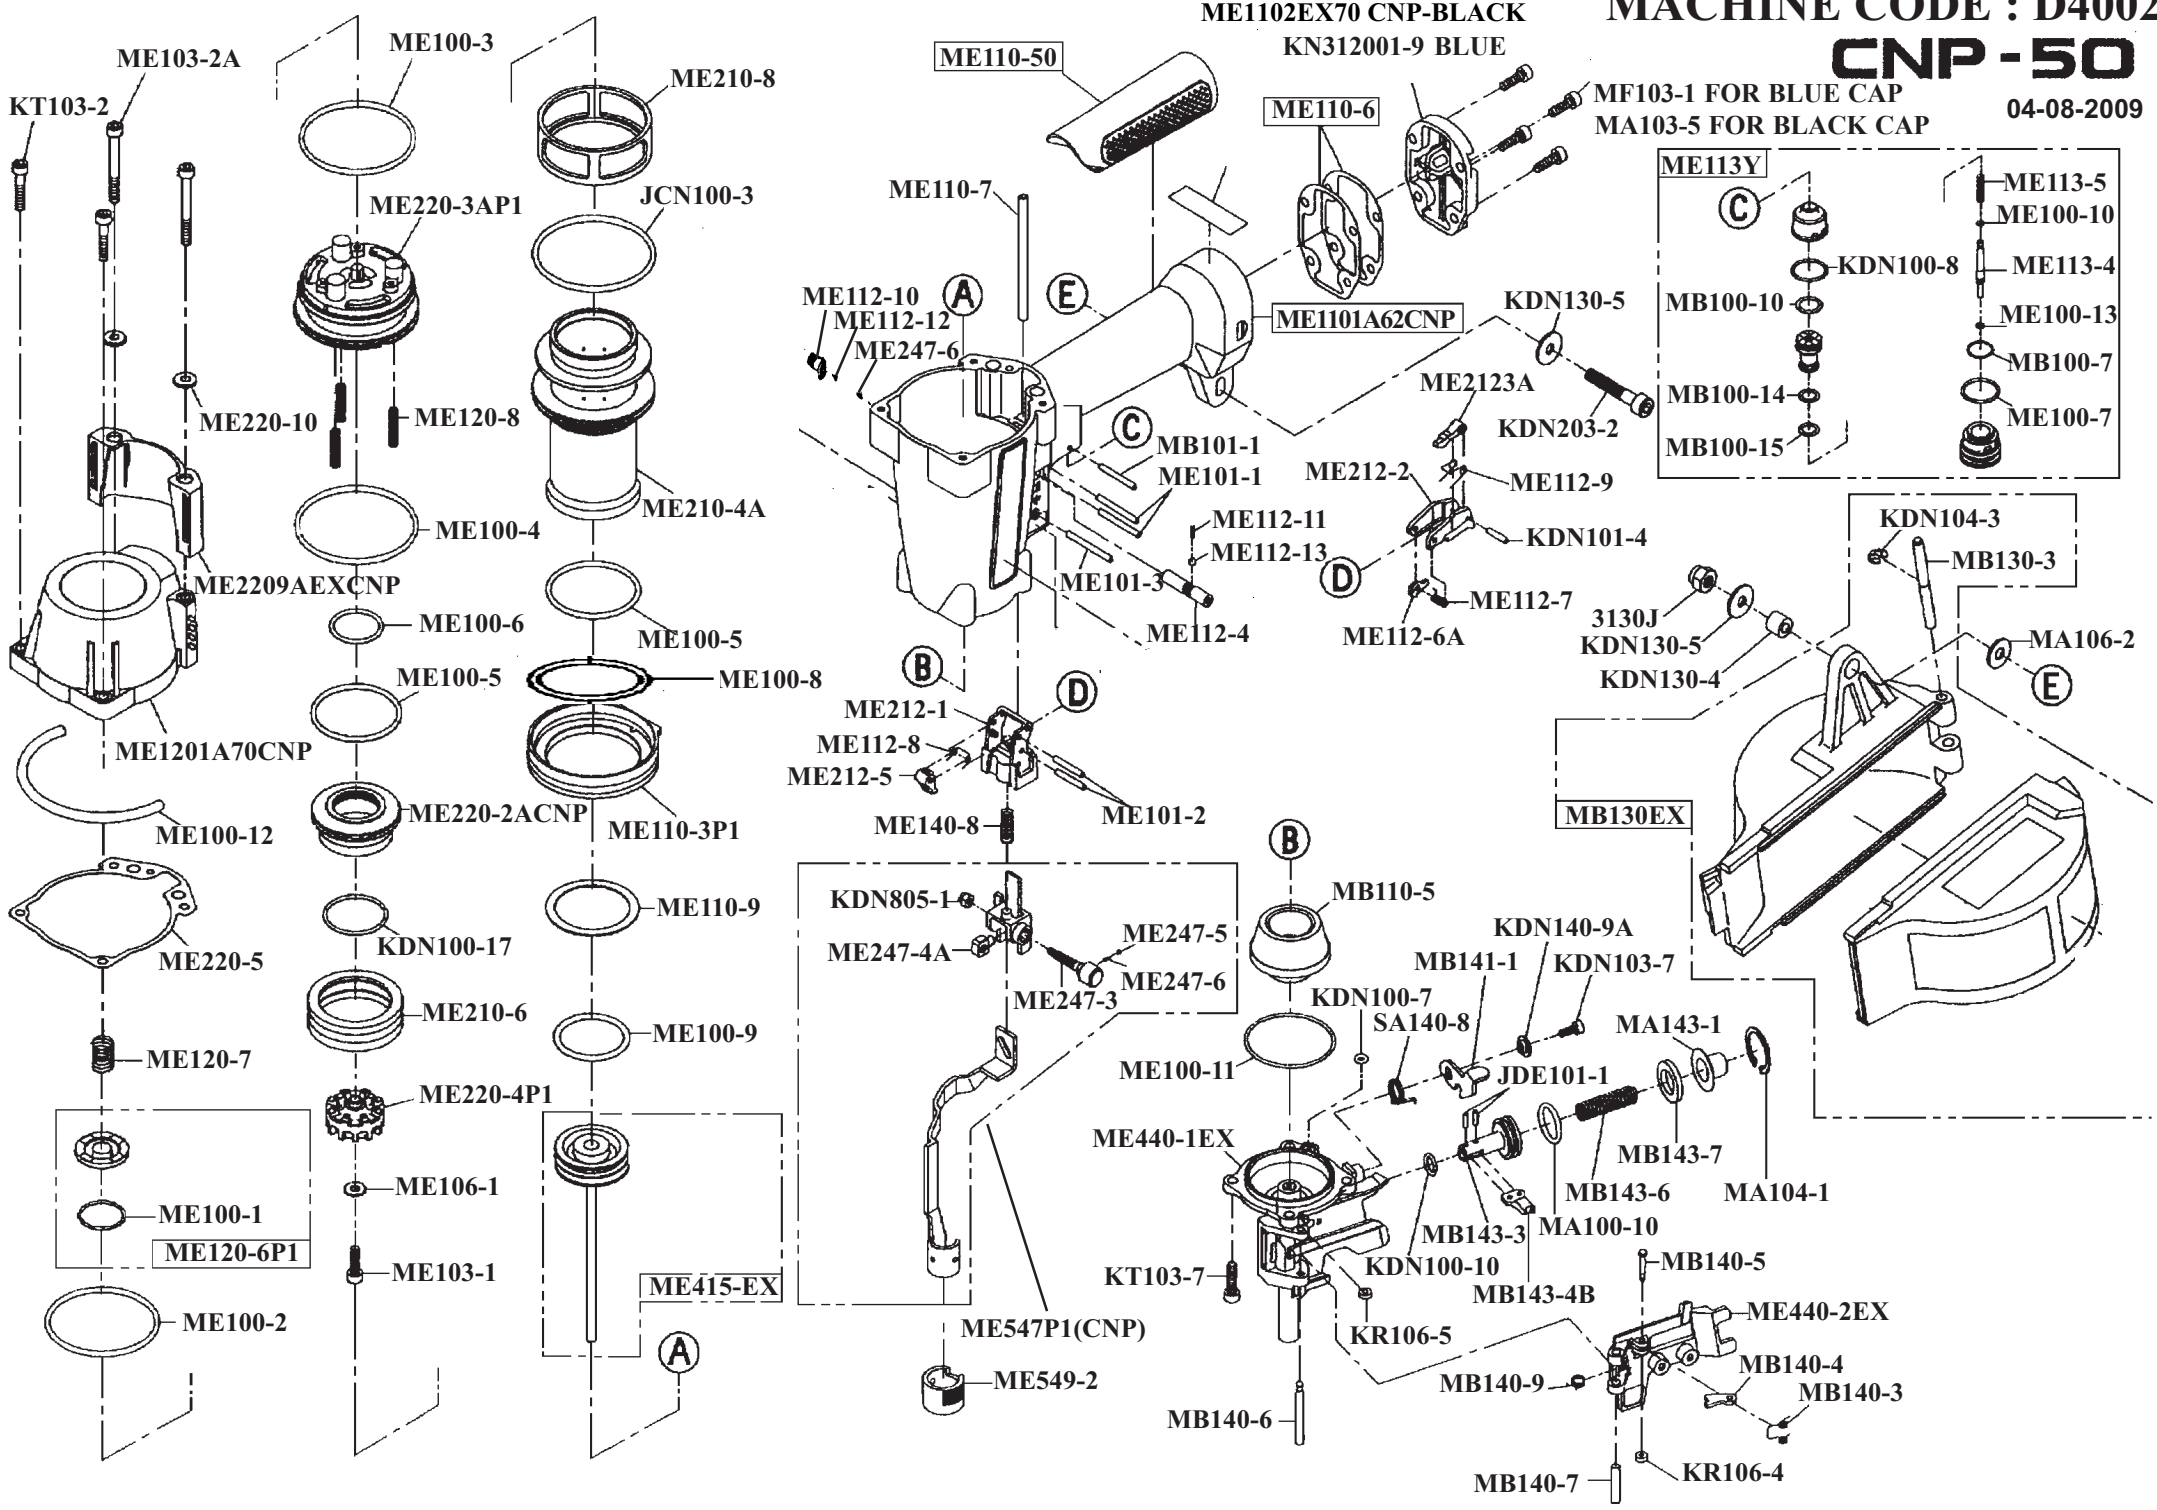 ME1102EX70 CNP-BLACK
KN312001-9 BLUE
MACHINE CODE : D4002
CNP-50
04-08-2009
MF103-1 FOR BLUE CAP
MA103-5 FOR BLACK CAP
KT103-2
ME103-2A
ME220-10
ME2209AEXCNP
ME1201A70CNP
ME100-12
ME220-5
ME120-7
ME100-1
ME120-6P1
ME100-2
ME100-3
ME220-3AP1
ME120-8
ME100-4
ME100-6
ME100-5
ME220-2ACNP
KDN100-17
ME210-6
ME220-4P1
ME106-1
ME103-1
ME210-8
JCN100-3
ME210-4A
ME100-5
ME100-8
ME110-3P1
ME110-9
ME100-9
ME415-EX
A
ME110-50
ME110-6
ME110-7
A
E
ME112-10
ME112-12
ME247-6
ME1101A62CNP
KDN130-5
KDN203-2
C
MB101-1
ME101-1
ME101-3
ME112-11
ME112-13
ME112-4
ME2123A
ME212-2
ME112-9
KDN101-4
D
ME112-7
ME112-6A
B
D
ME212-1
ME112-8
ME212-5
ME101-2
ME140-8
KDN805-1
ME247-4A
ME247-5
ME247-6
ME247-3
ME547P1(CNP)
ME549-2
ME113Y
C
ME113-5
ME100-10
KDN100-8
ME113-4
MB100-10
ME100-13
MB100-7
MB100-14
ME100-7
MB100-15
KDN104-3
MB130-3
3130J
KDN130-5
KDN130-4
MA106-2
E
MB130EX
B
MB110-5
KDN140-9A
MB141-1
KDN103-7
KDN100-7
SA140-8
MA143-1
ME100-11
JDE101-1
ME440-1EX
MB143-7
MB143-6
MA104-1
MA100-10
MB143-3
KDN100-10
MB143-4B
KT103-7
KR106-5
MB140-6
MB140-5
ME440-2EX
MB140-4
MB140-3
MB140-9
KR106-4
MB140-7